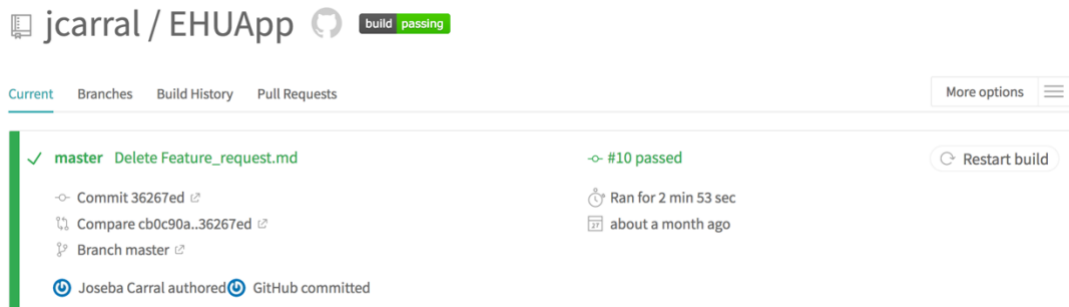 jcarral / EHUApp build passing
Current Branches Build History Pull Requests More options
master Delete Feature_request.md #10 passed Restart build
Commit 36267ed Ran for 2 min 53 sec
Compare cb0c90a..36267ed 27 about a month ago
Branch master
Joseba Carral authored GitHub committed